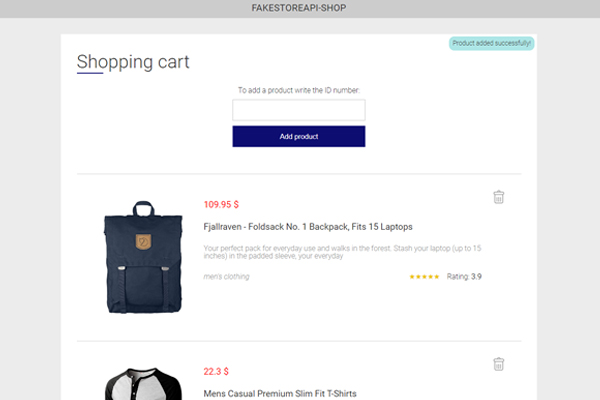 FAKESTOREAPI-SHOP
Product added successfully!
Shopping cart
To add a product write the ID number:
Add product
109.95 $
Fjallraven - Foldsack No. 1 Backpack, Fits 15 Laptops
Your perfect pack for everyday use and walks in the forest. Stash your laptop (up to 15
inches) in the padded sleeve, your everyday
men's clothing
Rating: 3.9
22.3 $
Mens Casual Premium Slim Fit T-Shirts